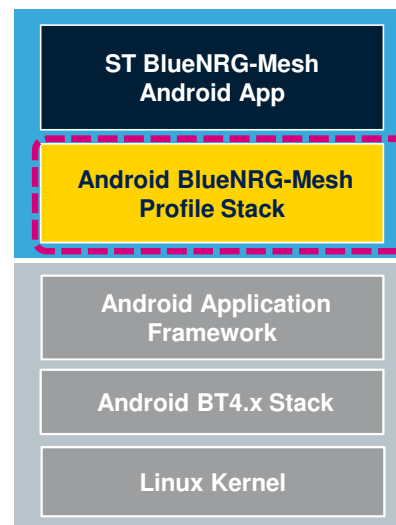 ST BlueNRG-Mesh
Android App
Android BlueNRG-Mesh
Profile Stack
Android Application
Framework
Android BT4.x Stack
Linux Kernel